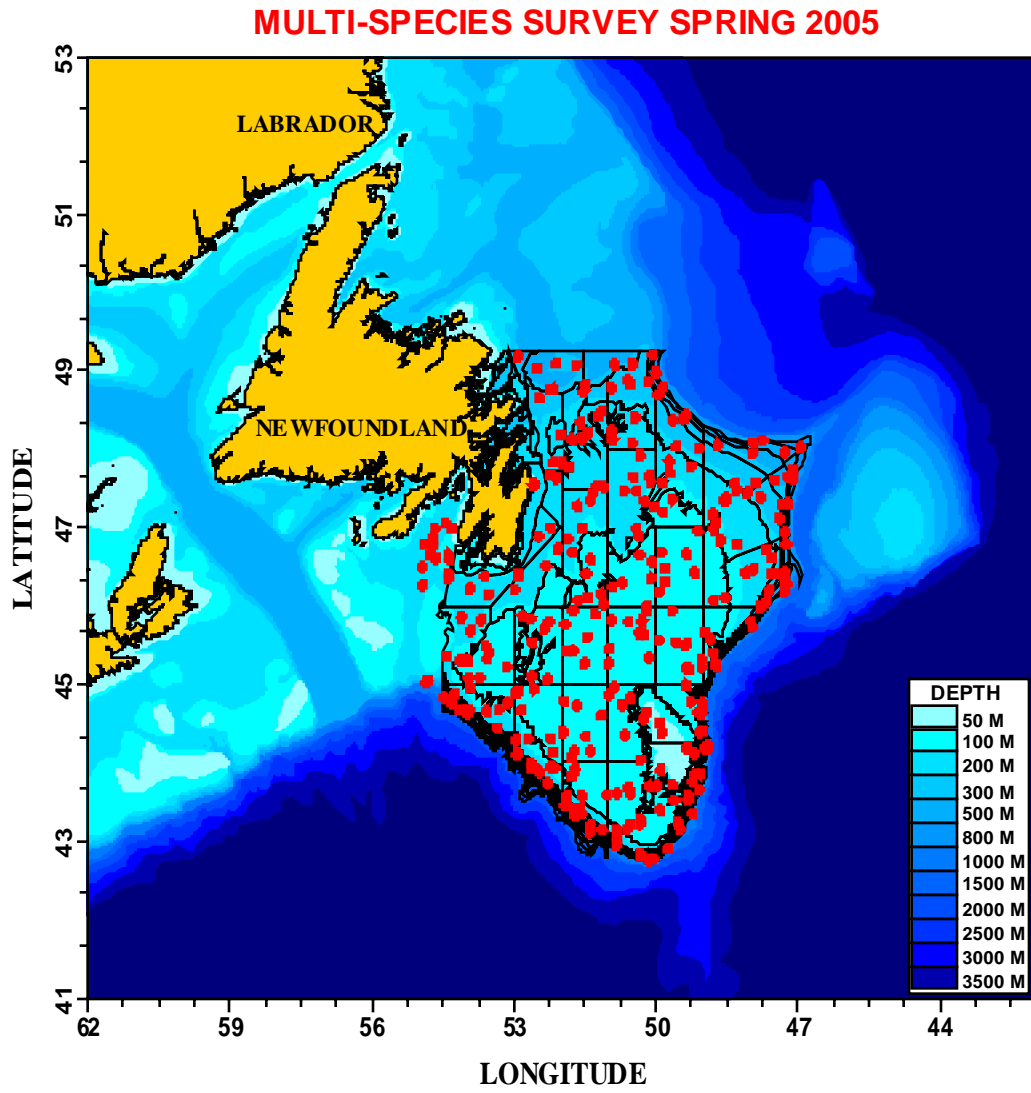 MULTI-SPECIES SURVEY SPRING 2005
53
LABRADOR
51
49
NEWFOUNDLAND
47
45
43
41
LATITUDE
DEPTH
50 M
100 M
200 M
300 M
500 M
800 M
1000 M
1500 M
2000 M
2500 M
3000 M
3500 M
62
59
56
53
50
47
44
LONGITUDE